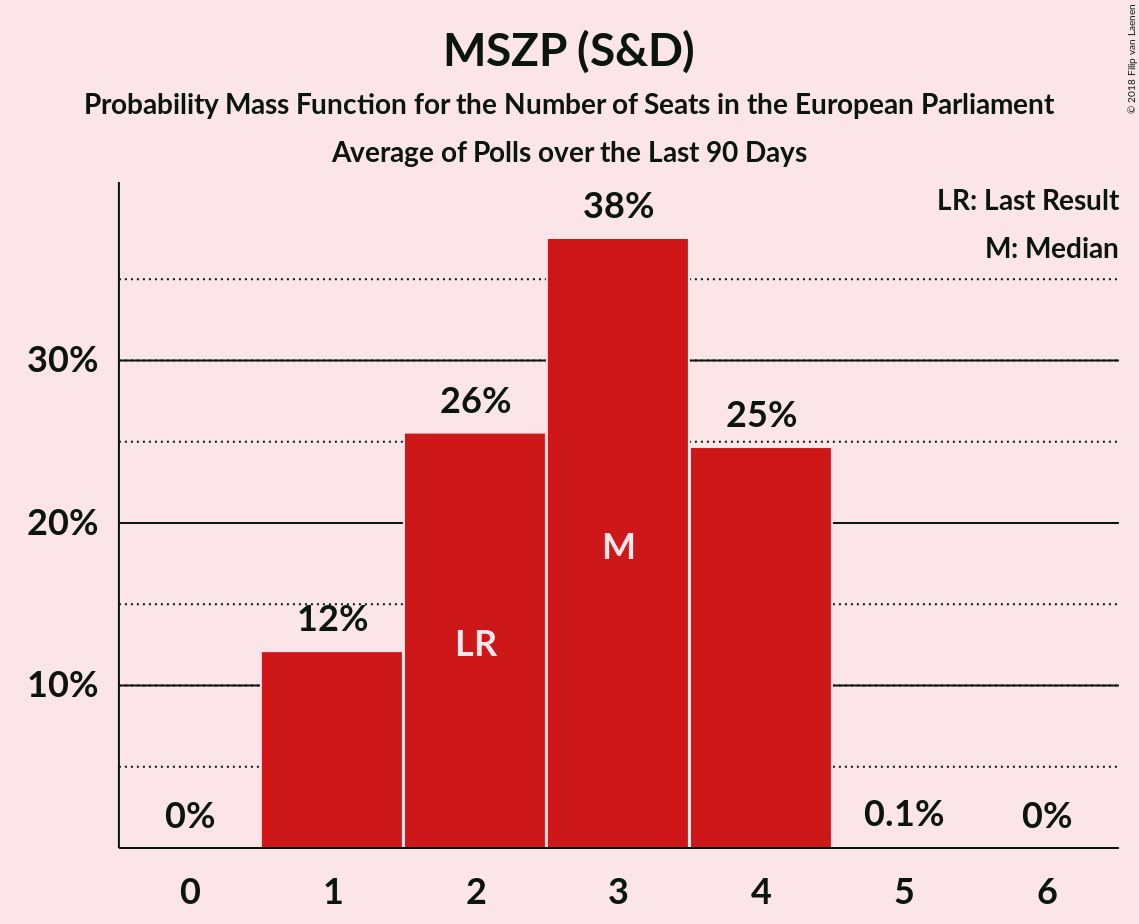 MSZP (S&D)
Probability Mass Function for the Number of Seats in the European Parliament
Average of Polls over the Last 90 Days
© 2018 Filip van Laenen
LR: Last Result
M: Median
38%
30%
26%
25%
20%
M
12%
LR
10%
0%
0.1%
0%
0 1 2 3 4 5 6